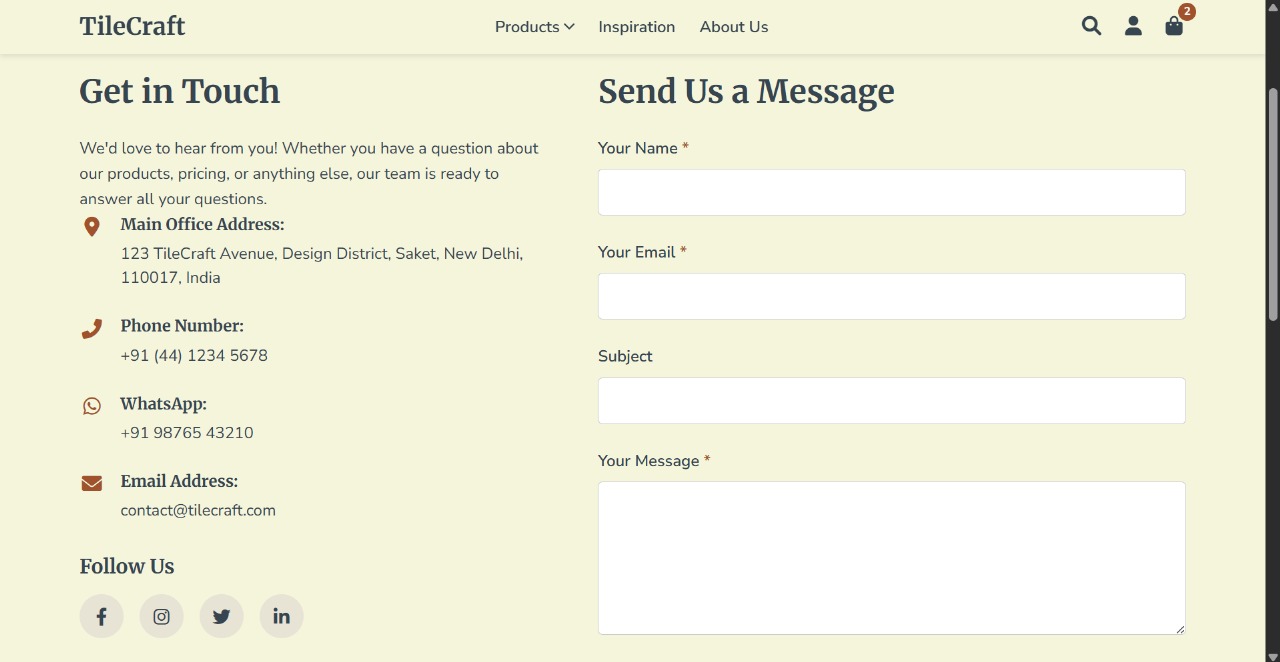 TileCraft
Products
Inspiration
About Us
2
Get in Touch
We'd love to hear from you! Whether you have a question about
our products, pricing, or anything else, our team is ready to
answer all your questions.
Main Office Address:
123 TileCraft Avenue, Design District, Saket, New Delhi,
110017, India
Phone Number:
+91 (44) 1234 5678
WhatsApp:
+91 98765 43210
Email Address:
contact@tilecraft.com
Follow Us
Send Us a Message
Your Name *
Your Email *
Subject
Your Message *